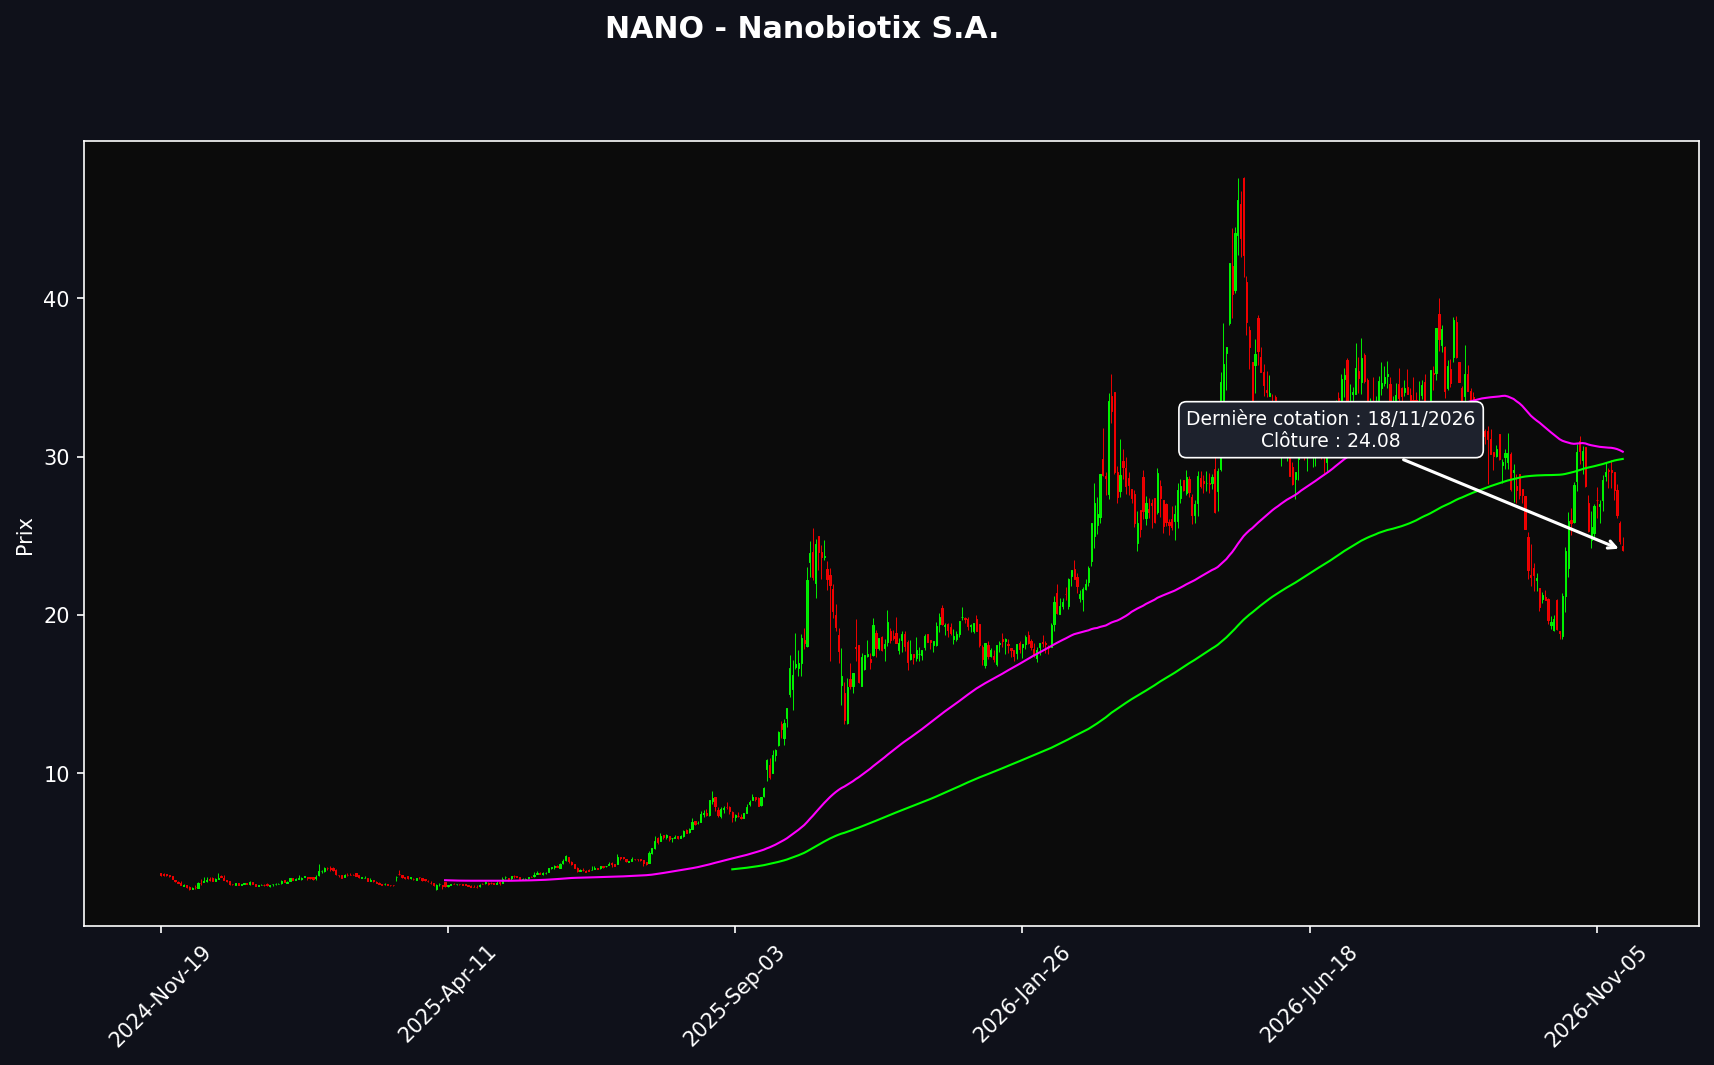 NANO - Nanobiotix S.A.
Prix
40
30
20
10
Dernière cotation : 18/11/2026
Clôture : 24.08
2024-Nov-19
2025-Apr-11
2025-Sep-03
2026-Jan-26
2026-Jun-18
2026-Nov-05